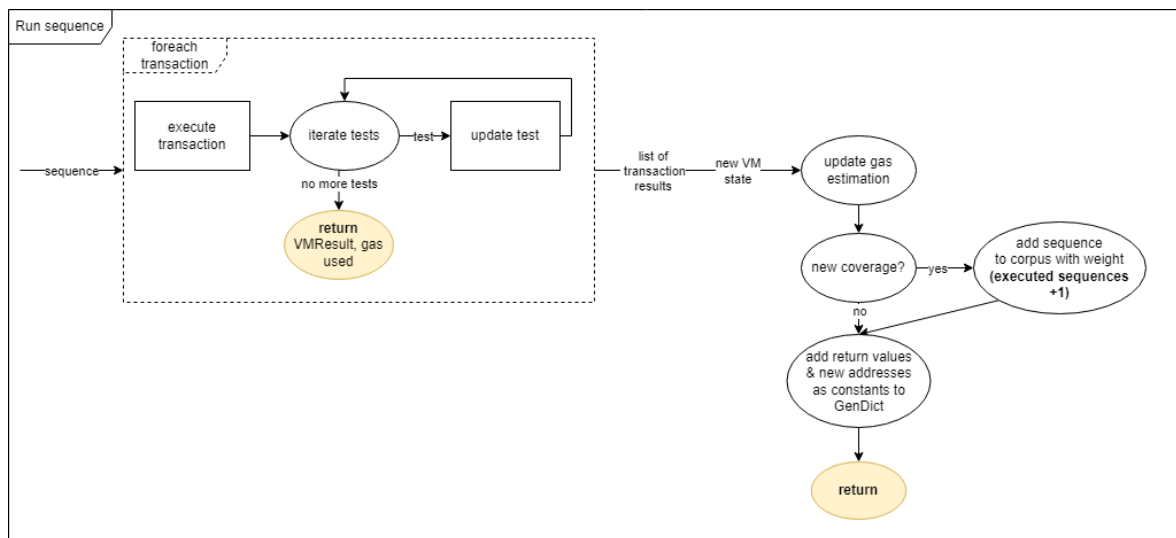 Run sequence
foreach
transaction
execute
transaction
iterate tests
test
update test
no more tests
return
VMResult, gas
used
sequence
list of
transaction
results
new VM
state
update gas
estimation
new coverage?
yes
add sequence
to corpus with weight
(executed sequences
+1)
no
add return values
& new addresses
as constants to
GenDict
return